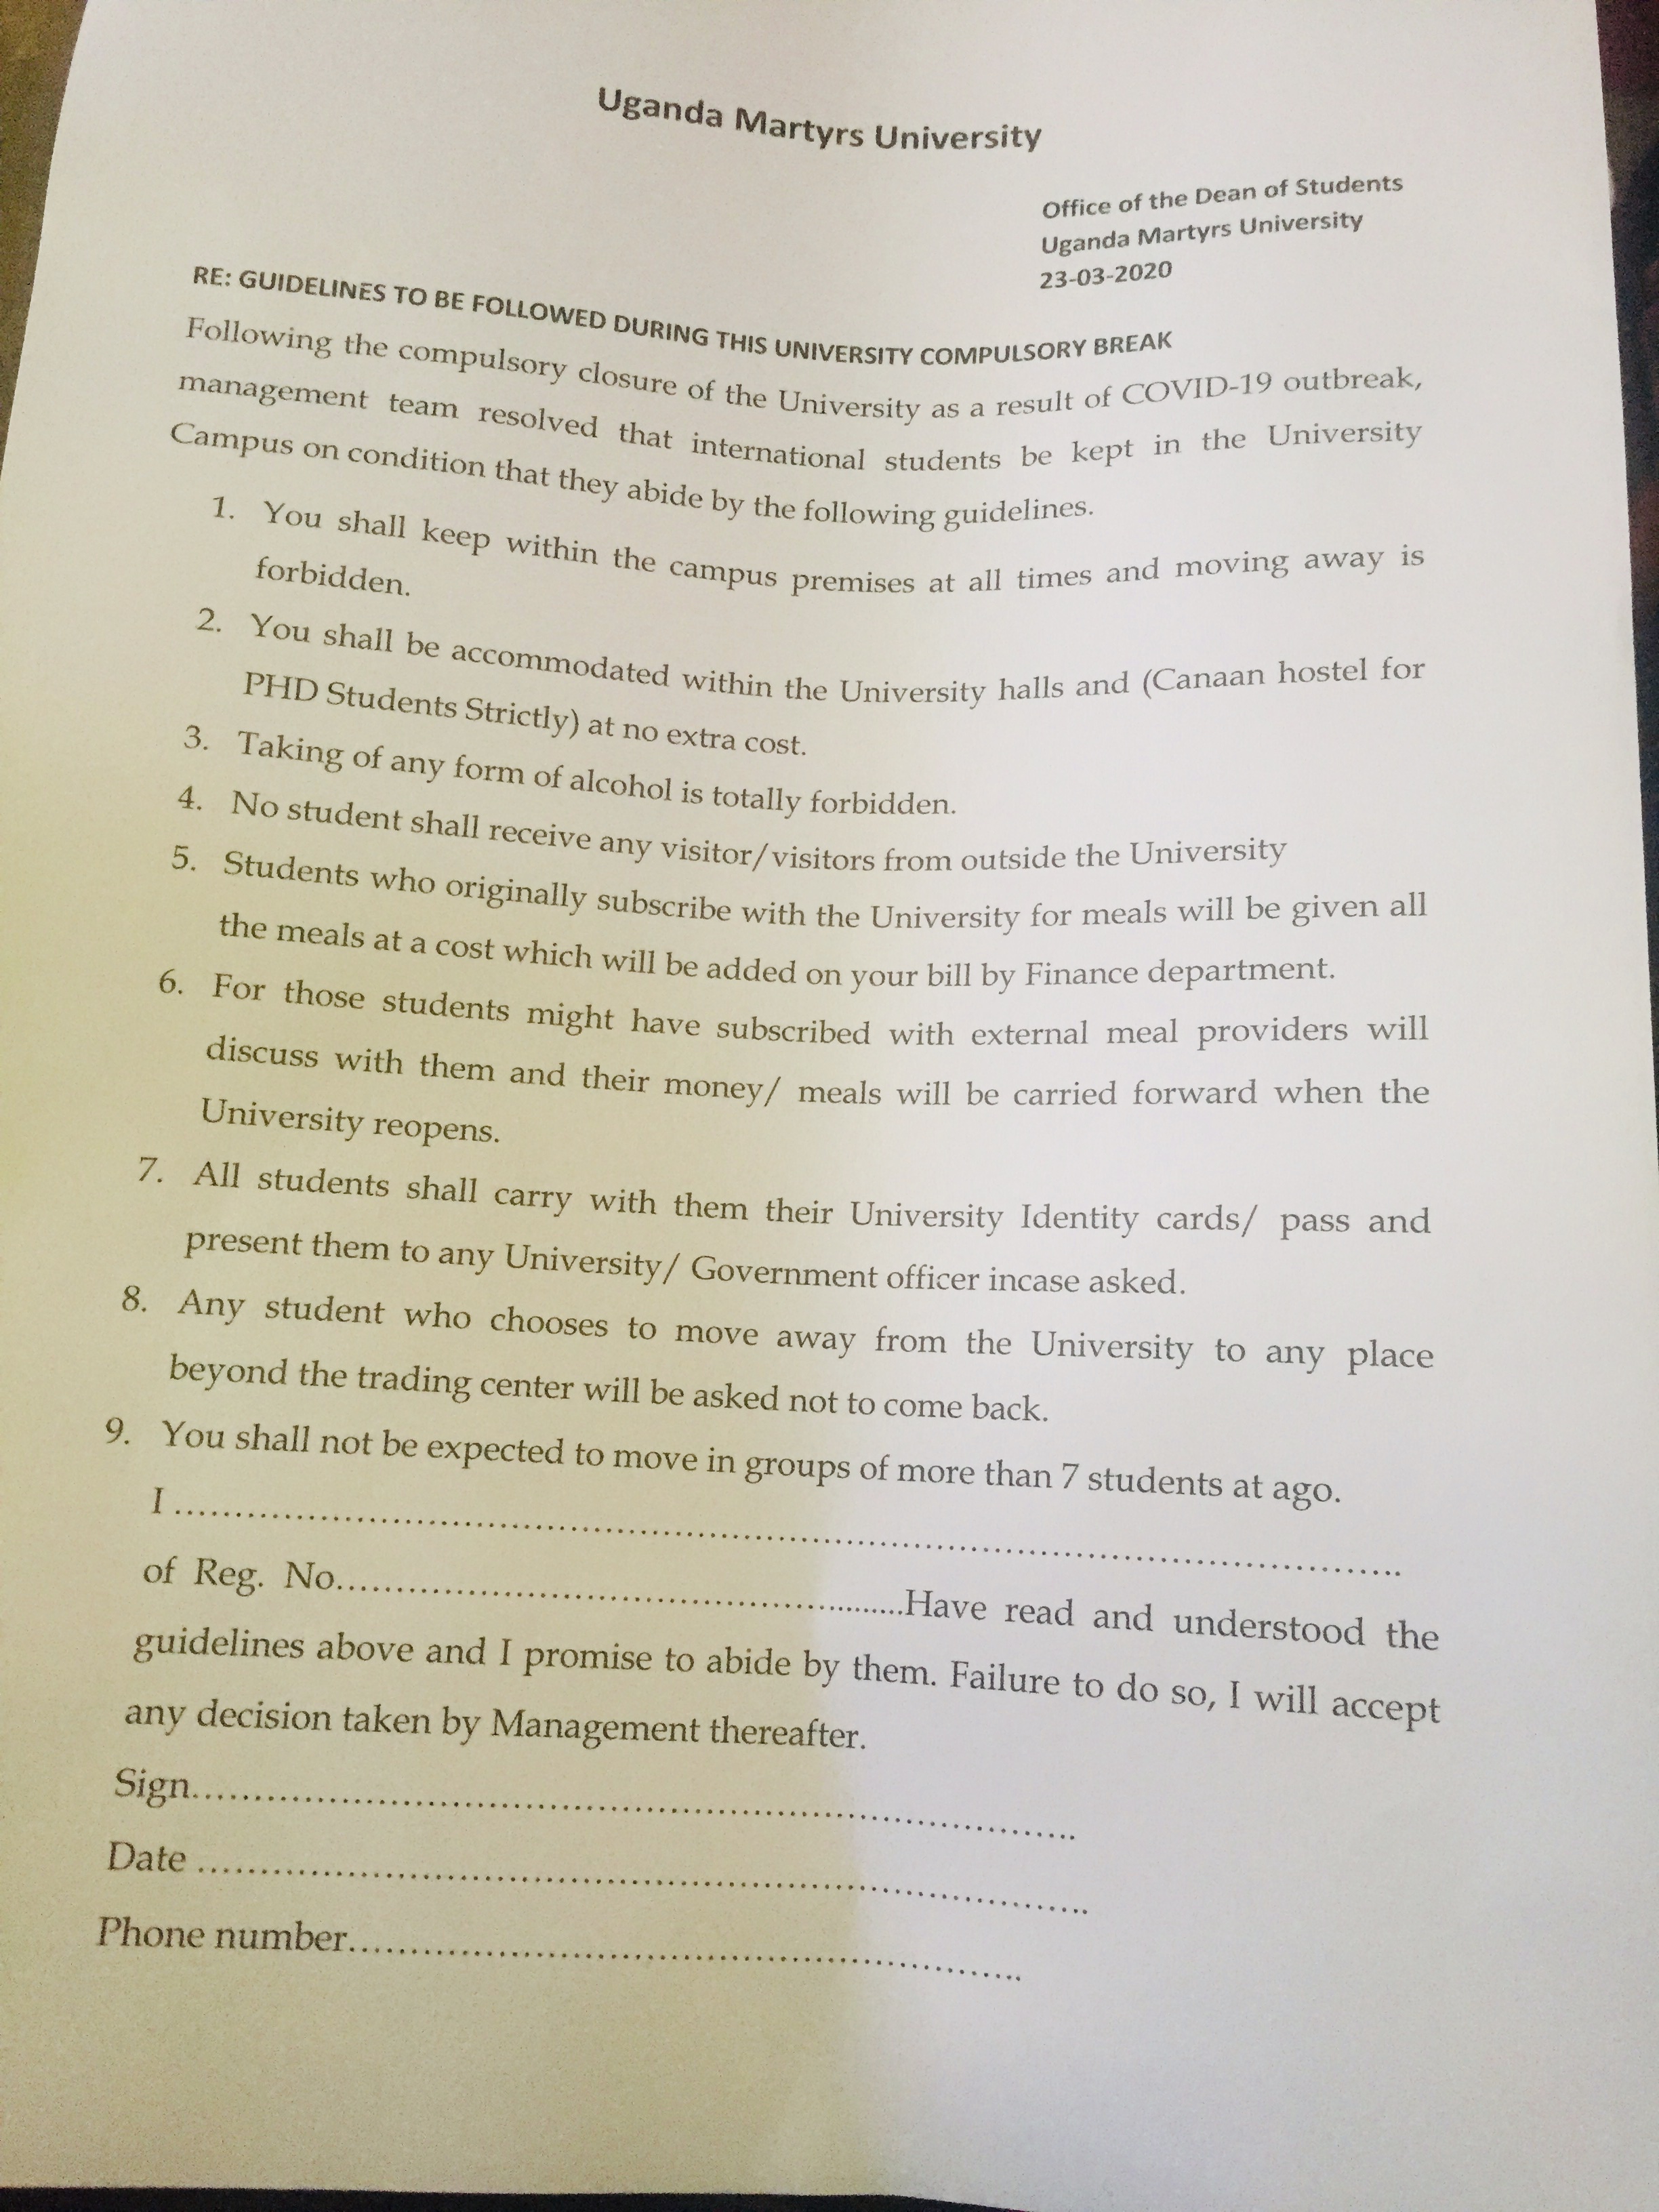 Uganda Martyrs University
Office of the Dean of Students
Uganda Martyrs University
23-03-2020
RE: GUIDELINES TO BE FOLLOWED DURING THIS UNIVERSITY COMPULSORY BREAK
Following the compulsory closure of the University as a result of COVID-19 outbreak,
management team resolved that international students be kept in the University
Campus on condition that they abide by the following guidelines.
1. You shall keep within the campus premises at all times and moving away is
forbidden.
2. You shall be accommodated within the University halls and (Canaan hostel for
PHD Students Strictly) at no extra cost.
3. Taking of any form of alcohol is totally forbidden.
4. No student shall receive any visitor/visitors from outside the University
5. Students who originally subscribe with the University for meals will be given all
the meals at a cost which will be added on your bill by Finance department.
6. For those students might have subscribed with external meal providers will
discuss with them and their money/ meals will be carried forward when the
University reopens.
7. All students shall carry with them their University Identity cards/ pass and
present them to any University/ Government officer incase asked.
8. Any student who chooses to move away from the University to any place
beyond the trading center will be asked not to come back.
9. You shall not be expected to move in groups of more than 7 students at ago.
I ..........................................................................................
of Reg. No.................................................Have read and understood the
guidelines above and I promise to abide by them. Failure to do so, I will accept
any decision taken by Management thereafter.
Sign......................................................................
Date ......................................................................
Phone number......................................................